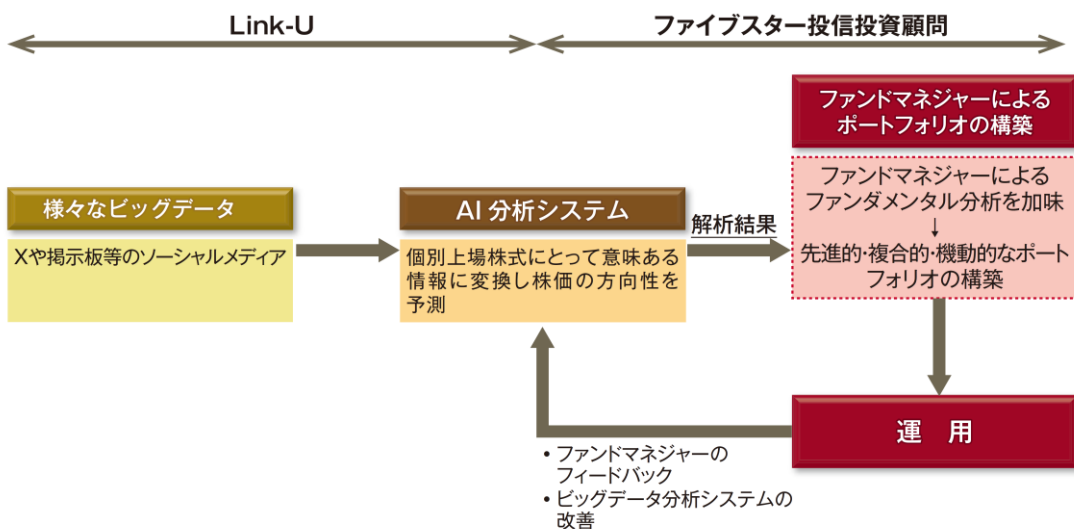 Link-U
ファイブスター投信投資顧問
ファンドマネジャーによる
ポートフォリオの構築
様々なビッグデータ
Xや掲示板等のソーシャルメディア
AI分析システム
個別上場株式にとって意味ある
情報に変換し株価の方向性を
予測
解析結果
ファンドマネジャーによる
ファンダメンタル分析を加味
↓
先進的・複合的・機動的なポート
フォリオの構築
運　用
• ファンドマネジャーの
フィードバック
• ビッグデータ分析システムの
改善